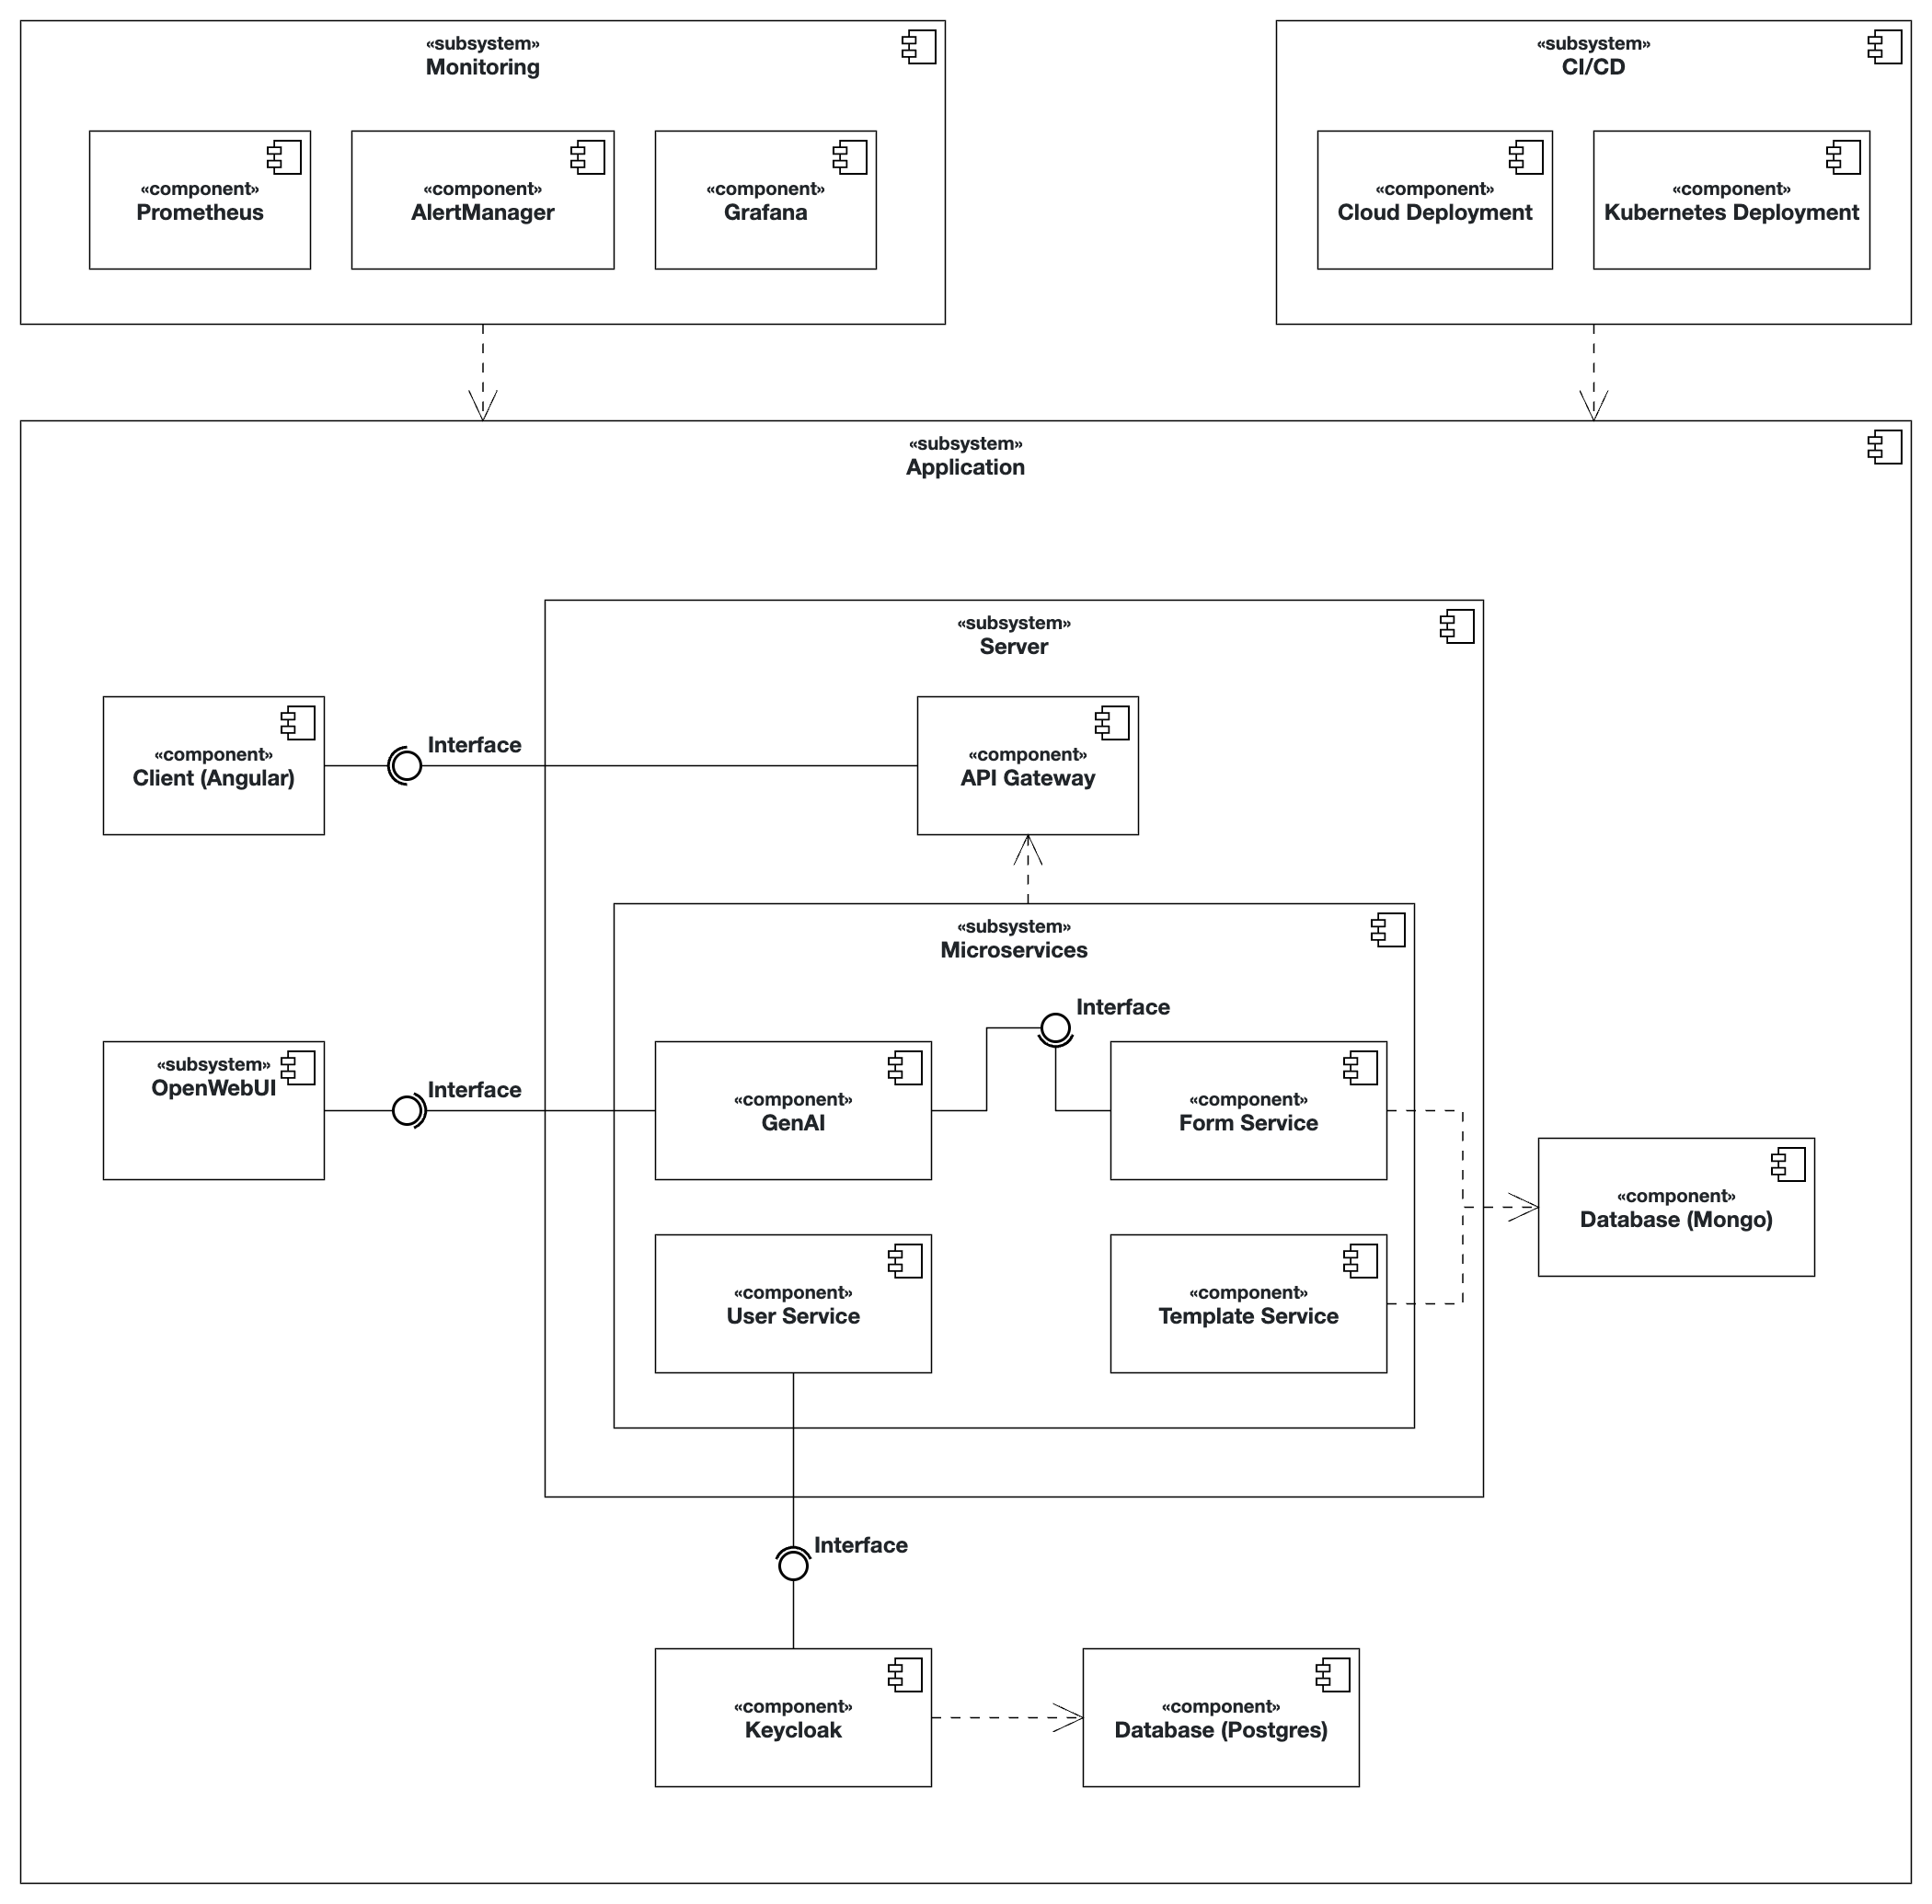 «subsystem»
Monitoring
«component»
Prometheus
«component»
AlertManager
«component»
Grafana
«subsystem»
CI/CD
«component»
Cloud Deployment
«component»
Kubernetes Deployment
«subsystem»
Application
«subsystem»
Server
«component»
Client (Angular)
Interface
«component»
API Gateway
«subsystem»
Microservices
«subsystem»
OpenWebUI
Interface
«component»
GenAI
Interface
«component»
Form Service
«component»
Database (Mongo)
«component»
User Service
«component»
Template Service
Interface
«component»
Keycloak
«component»
Database (Postgres)